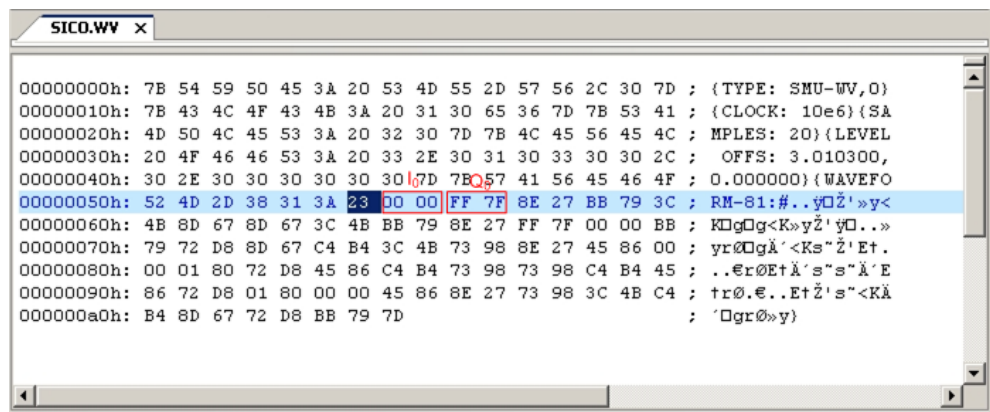 SICO.WV X
00000000h: 7B 54 59 50 45 3A 20 53 4D 55 2D 57 56 2C 30 7D ; {TYPE: SMU-WV,0}
00000010h: 7B 43 4C 4F 43 4B 3A 20 31 30 65 36 7D 7B 53 41 ; {CLOCK: 10e6}{SA
00000020h: 4D 50 4C 45 53 3A 20 32 30 7D 7B 4C 45 56 45 4C ; MPLES: 20}{LEVEL
00000030h: 20 4F 46 46 53 3A 20 33 2E 30 31 30 33 30 30 2C ;  OFFS: 3.010300,
00000040h: 30 2E 30 30 30 30 30 30 7D 7B 57 41 56 45 46 4F ; 0.000000}{WAVEFO
I0 Q0
00000050h: 52 4D 2D 38 31 3A 23 00 00 FF 7F 8E 27 BB 79 3C ; RM-81:#..ÿ□Ž'»y<
00000060h: 4B 8D 67 8D 67 3C 4B BB 79 8E 27 FF 7F 00 00 BB ; K□g□g<K»yŽ'ÿ□..»
00000070h: 79 72 D8 8D 67 C4 B4 3C 4B 73 98 8E 27 45 86 00 ; yrØ□gÄ´<Ks˜Ž'E†.
00000080h: 00 01 80 72 D8 45 86 C4 B4 73 98 73 98 C4 B4 45 ; ..€rØE†Ä´s˜s˜Ä´E
00000090h: 86 72 D8 01 80 00 00 45 86 8E 27 73 98 3C 4B C4 ; †rØ.€..E†Ž's˜<KÄ
000000a0h: B4 8D 67 72 D8 BB 79 7D ; ´□grØ»y}